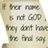 If their name
is not GOD
they don't have
the final say.